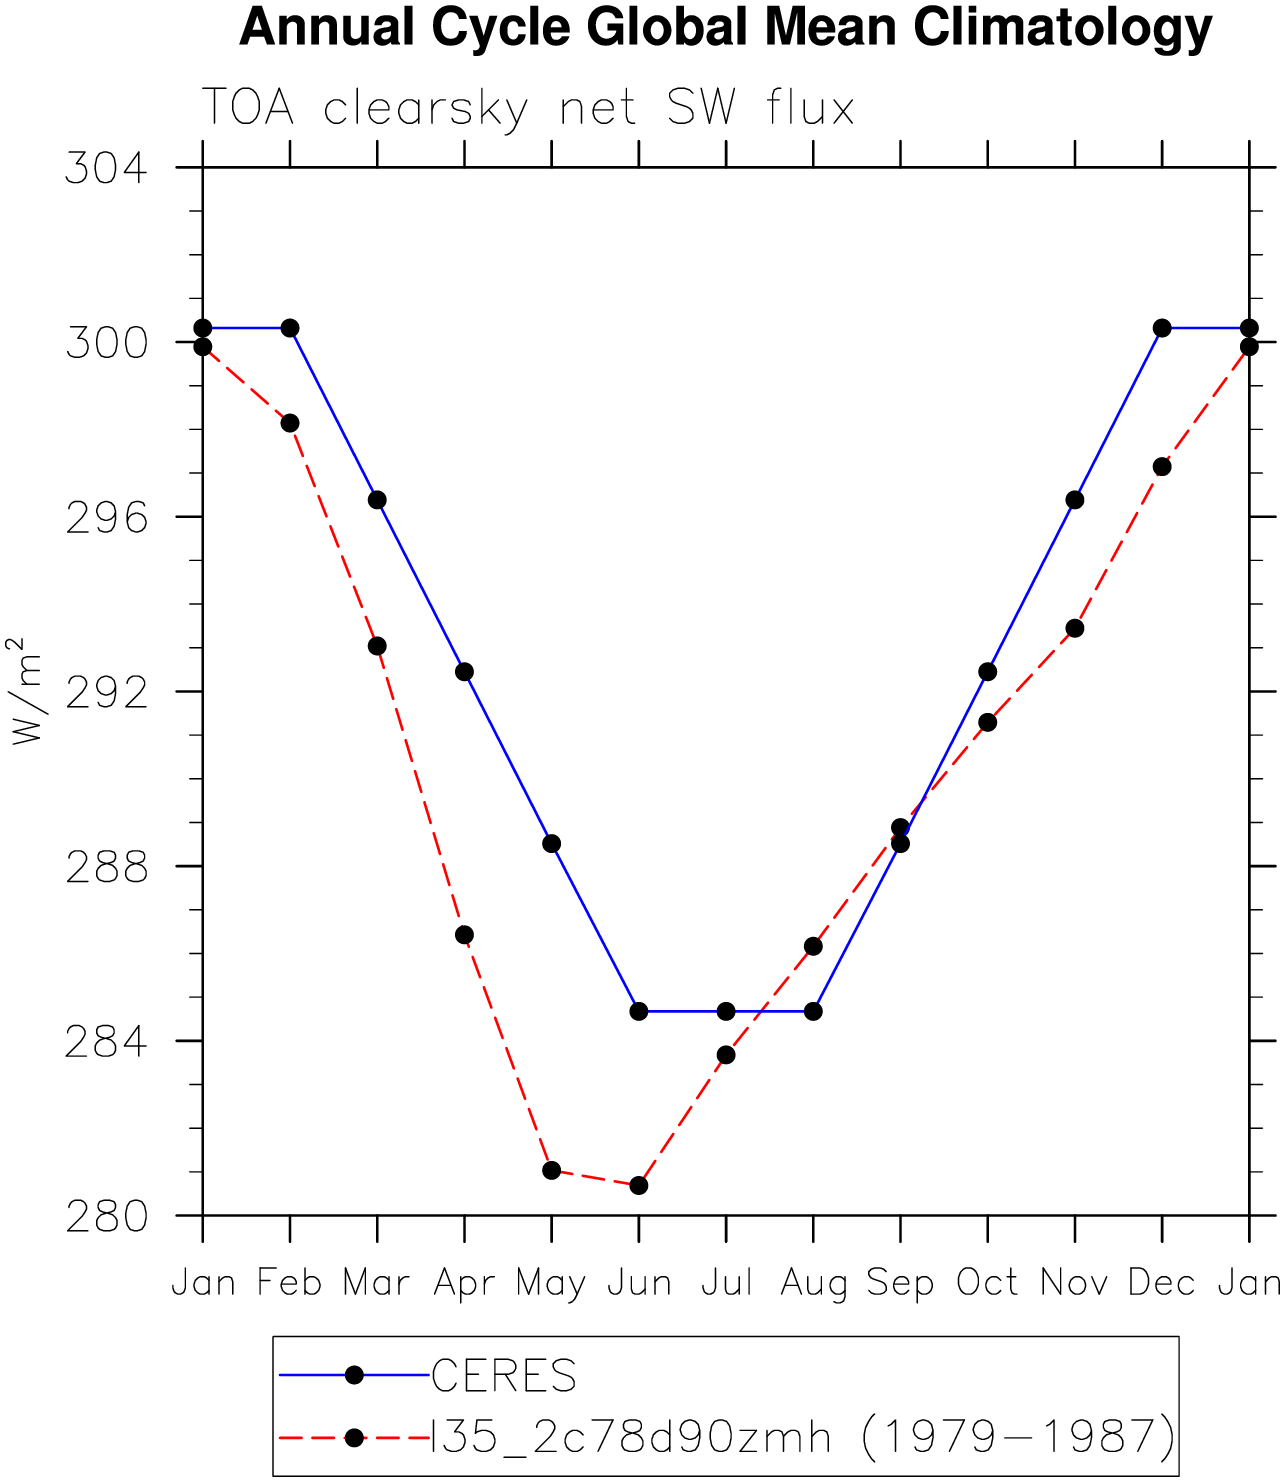 Annual Cycle Global Mean Climatology
TOA clearsky net SW flux
304
300
296
292
288
284
280
W/m²
Jan Feb Mar Apr May Jun Jul Aug Sep Oct Nov Dec Jan
CERES
I35_2c78d90zmh (1979-1987)